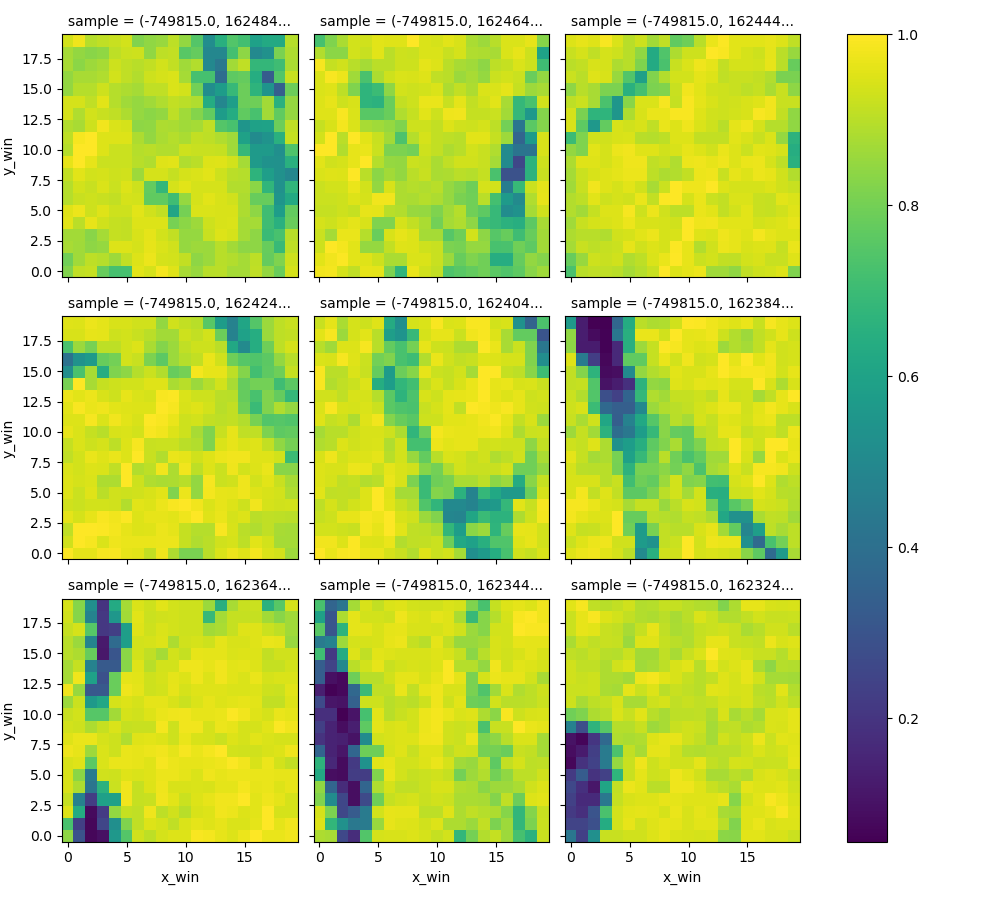 sample = (-749815.0, 162484...
sample = (-749815.0, 162464...
sample = (-749815.0, 162444...
1.0
17.5
15.0
12.5
10.0
7.5
5.0
2.5
0.0
y_win
0.8
sample = (-749815.0, 162424...
sample = (-749815.0, 162404...
sample = (-749815.0, 162384...
17.5
15.0
12.5
10.0
7.5
5.0
2.5
0.0
y_win
0.6
0.4
sample = (-749815.0, 162364...
sample = (-749815.0, 162344...
sample = (-749815.0, 162324...
17.5
15.0
12.5
10.0
7.5
5.0
2.5
0.0
y_win
0.2
0 5 10 15
0 5 10 15
0 5 10 15
x_win
x_win
x_win